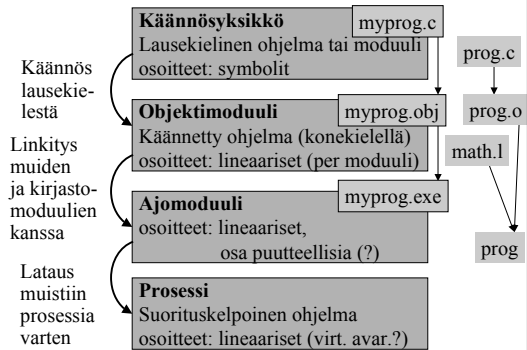 Käännösyksikkö
myprog.c
Lausekielinen ohjelma tai moduuli
osoitteet: symbolit
Käännös
lausekie-
lestä
Objektimoduuli
myprog.obj
Käännetty ohjelma (konekielellä)
osoitteet: lineaariset (per moduuli)
Linkitys
muiden
ja kirjasto-
moduulien
kanssa
Ajomoduuli
myprog.exe
osoitteet: lineaariset,
osa puutteellisia (?)
Lataus
muistiin
prosessia
varten
Prosessi
Suorituskelpoinen ohjelma
osoitteet: lineaariset (virt. avar.?)
prog.c
prog.o
math.l
prog